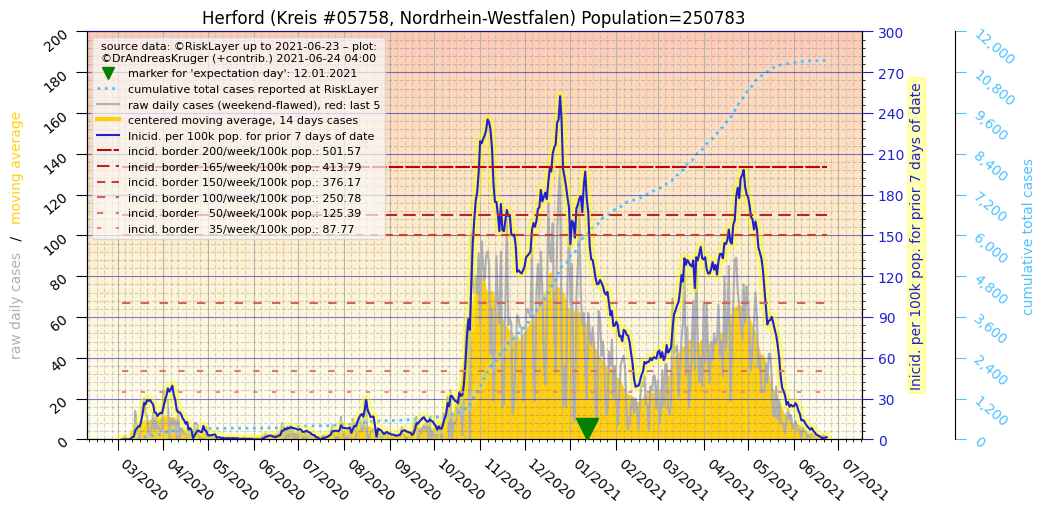 Herford (Kreis #05758, Nordrhein-Westfalen) Population=250783
source data: ©RiskLayer up to 2021-06-23 – plot:
©DrAndreasKruger (+contrib.) 2021-06-24 04:00
marker for 'expectation day': 12.01.2021
cumulative total cases reported at RiskLayer
raw daily cases (weekend-flawed), red: last 5
centered moving average, 14 days cases
Inicid. per 100k pop. for prior 7 days of date
incid. border 200/week/100k pop.: 501.57
incid. border 165/week/100k pop.: 413.79
incid. border 150/week/100k pop.: 376.17
incid. border 100/week/100k pop.: 250.78
incid. border 50/week/100k pop.: 125.39
incid. border 35/week/100k pop.: 87.77
raw daily cases / moving average
200
180
160
140
120
100
80
60
40
20
0
300
270
240
210
180
150
120
90
60
30
0
Inicid. per 100k pop. for prior 7 days of date
12,000
10,800
9,600
8,400
7,200
6,000
4,800
3,600
2,400
1,200
0
cumulative total cases
03/2020
04/2020
05/2020
06/2020
07/2020
08/2020
09/2020
10/2020
11/2020
12/2020
01/2021
02/2021
03/2021
04/2021
05/2021
06/2021
07/2021